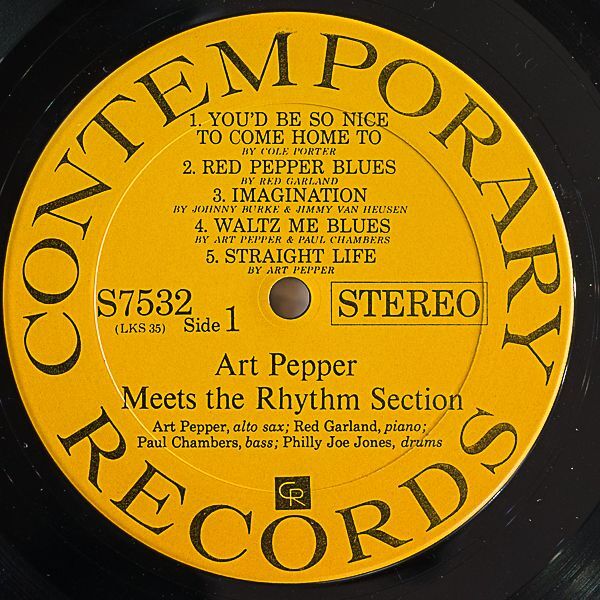 CONTEMPORARY
1. YOU'D BE SO NICE
TO COME HOME TO
BY COLE PORTER
2. RED PEPPER BLUES
BY RED GARLAND
3. IMAGINATION
BY JOHNNY BURKE & JIMMY VAN HEUSEN
4. WALTZ ME BLUES
BY ART PEPPER & PAUL CHAMBERS
5. STRAIGHT LIFE
BY ART PEPPER
S7532
(LKS 35) Side 1
STEREO
Art Pepper
Meets the Rhythm Section
Art Pepper, alto sax; Red Garland, piano;
Paul Chambers, bass; Philly Joe Jones, drums
CR
RECORDS